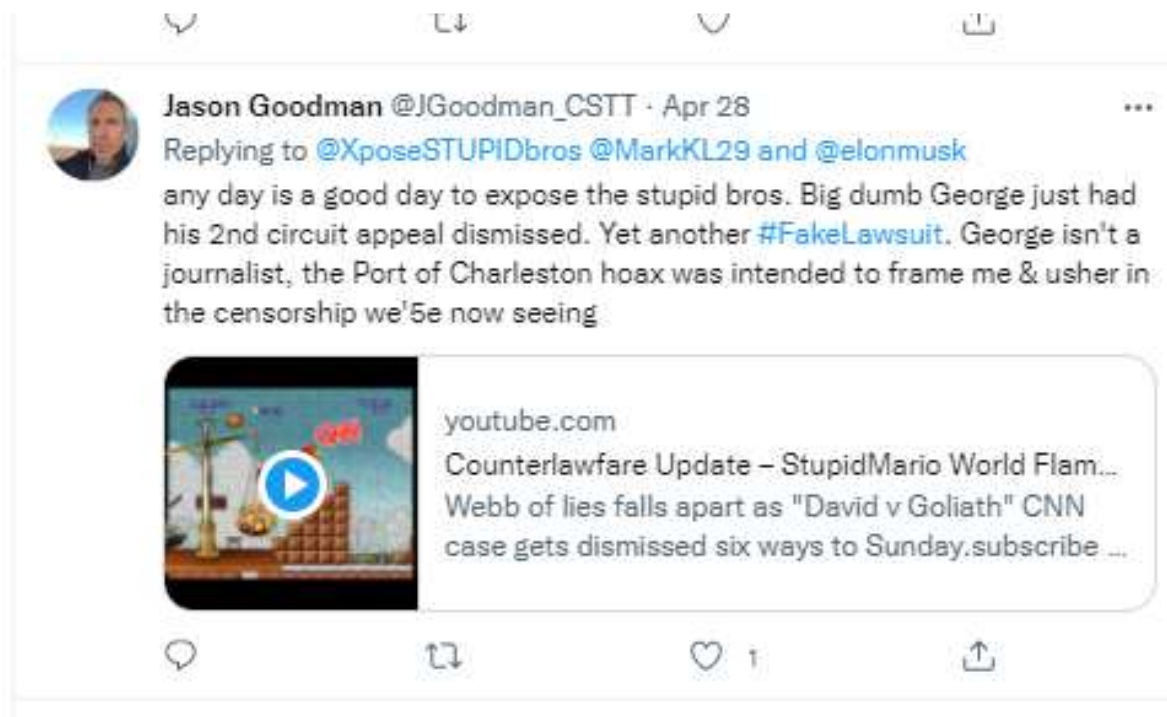 Jason Goodman @JGoodman_CSTT · Apr 28
Replying to @XposeSTUPIDbros @MarkKL29 and @elonmusk
any day is a good day to expose the stupid bros. Big dumb George just had
his 2nd circuit appeal dismissed. Yet another #FakeLawsuit. George isn't a
journalist, the Port of Charleston hoax was intended to frame me & usher in
the censorship we'5e now seeing
CNN
youtube.com
Counterlawfare Update – StupidMario World Flam...
Webb of lies falls apart as "David v Goliath" CNN
case gets dismissed six ways to Sunday.subscribe ...
1